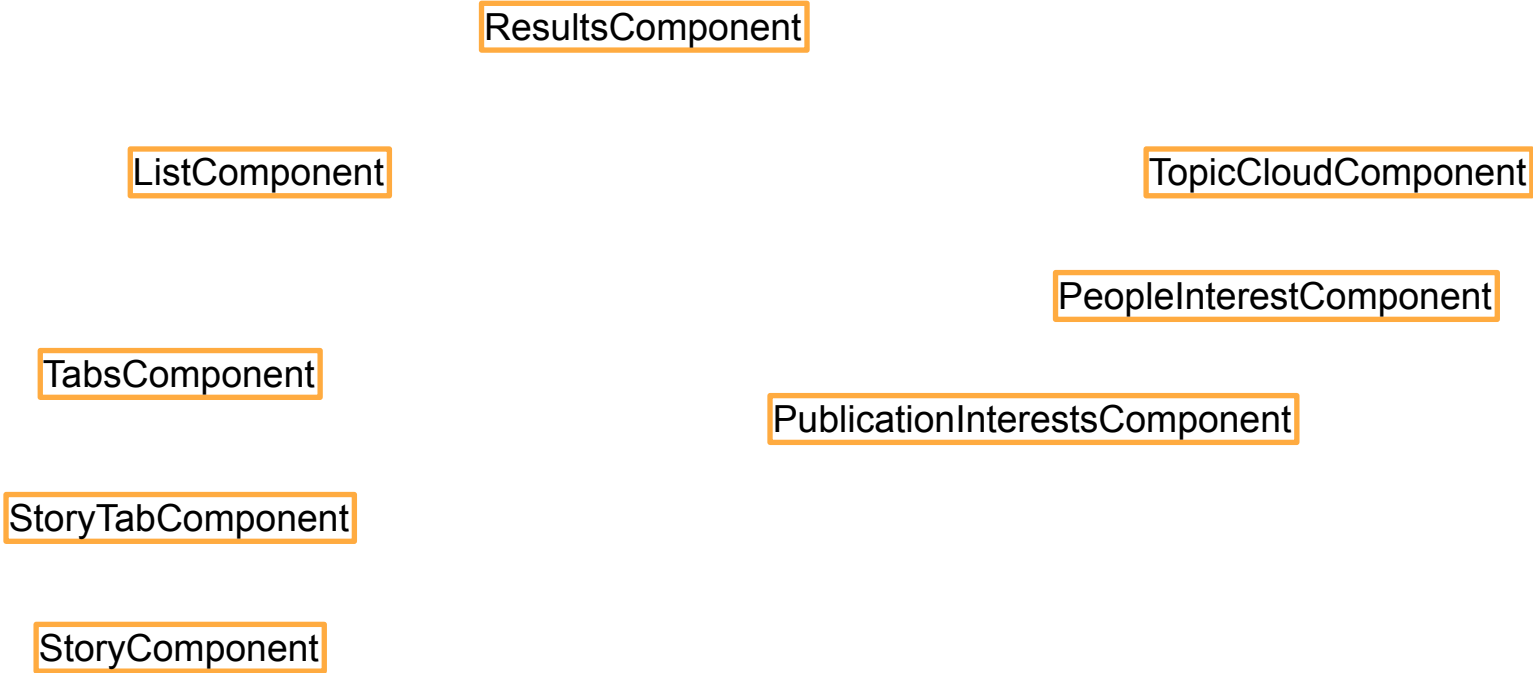 ResultsComponent
ListComponent
TopicCloudComponent
PeopleInterestComponent
TabsComponent
PublicationInterestsComponent
StoryTabComponent
StoryComponent